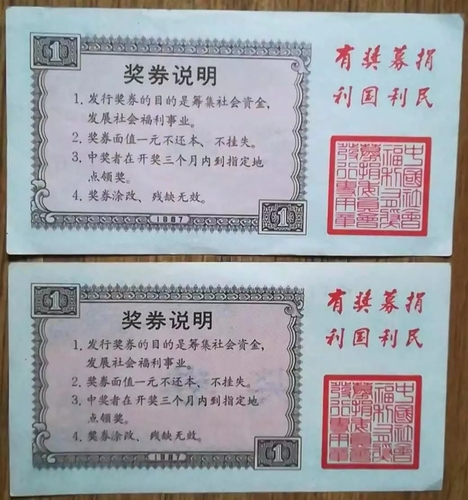 1
奖券说明
1. 发行奖券的目的是筹集社会资金，
发展社会福利事业。
2. 奖券面值一元不还本、不挂失。
3. 中奖者在开奖三个月内到指定地
点领奖。
4. 奖券涂改、残缺无效。
1987
1
有奖募捐
利国利民
1
奖券说明
1. 发行奖券的目的是筹集社会资金，
发展社会福利事业。
2. 奖券面值一元不还本、不挂失。
3. 中奖者在开奖三个月内到指定地
点领奖。
4. 奖券涂改、残缺无效。
1987
1
有奖募捐
利国利民